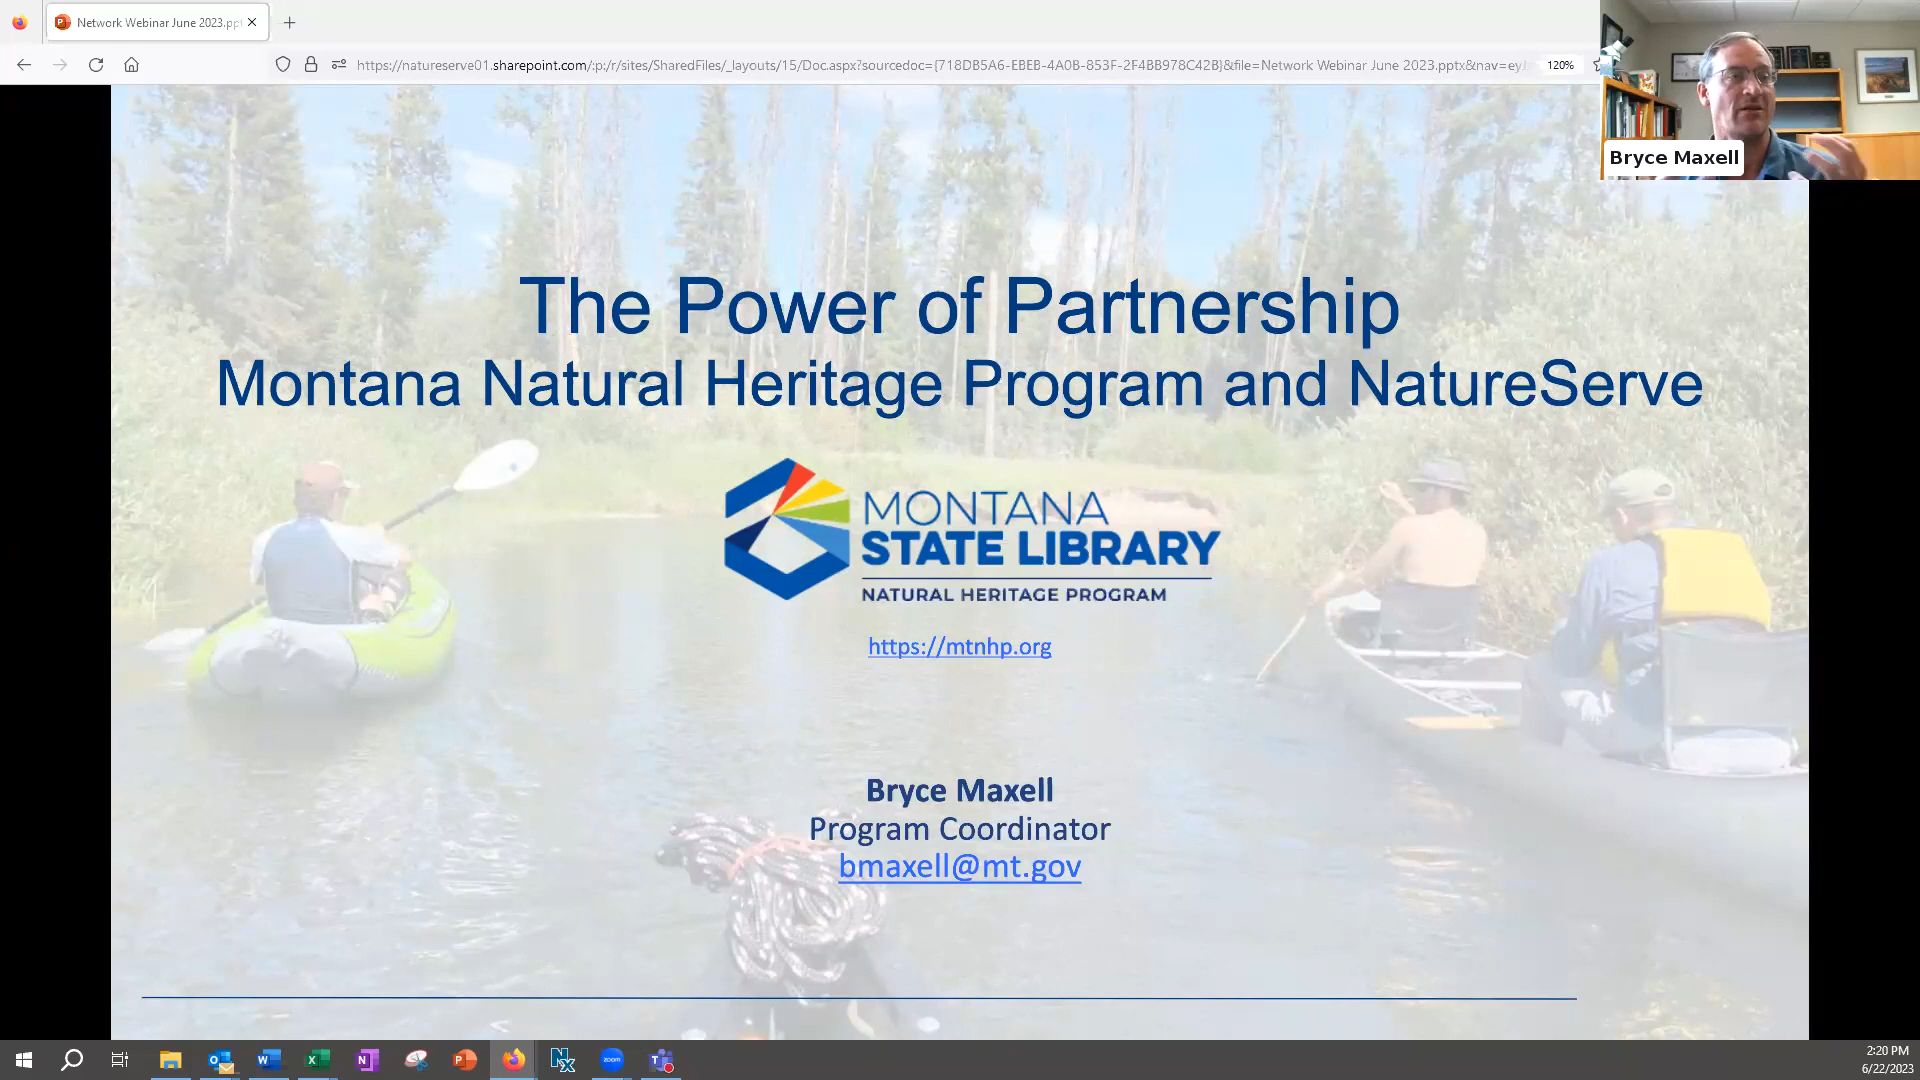 Network Webinar June 2023.pp
https://natureserve01.sharepoint.com/:p:/r/sites/SharedFiles/_layouts/15/Doc.aspx?sourcedoc={718DB5A6-EBEB-4A0B-853F-2F4BB978C42B}&file=Network Webinar June 2023.pptx&nav=eyJ
120%
Bryce Maxell
The Power of Partnership
Montana Natural Heritage Program and NatureServe
MONTANA
STATE LIBRARY
NATURAL HERITAGE PROGRAM
https://mtnhp.org
Bryce Maxell
Program Coordinator
bmaxell@mt.gov
zoom
2:20 PM
6/22/2023